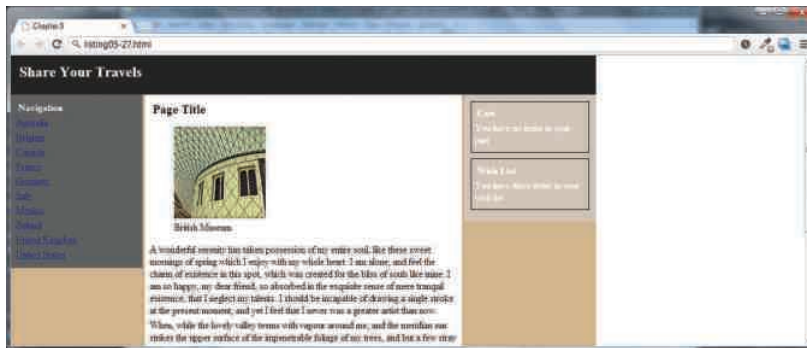 Chapter 5
listing05-27.html
Share Your Travels
Navigation
Australia
Belgium
Canada
France
Germany
Italy
Mexico
Poland
United Kingdom
United States
Page Title
British Museum
A wonderful serenity has taken possession of my entire soul, like these sweet
mornings of spring which I enjoy with my whole heart. I am alone, and feel the
charm of existence in this spot, which was created for the bliss of souls like mine. I
am so happy, my dear friend, so absorbed in the exquisite sense of mere tranquil
existence, that I neglect my talents. I should be incapable of drawing a single stroke
at the present moment; and yet I feel that I never was a greater artist than now.
When, while the lovely valley teems with vapour around me, and the meridian sun
strikes the upper surface of the impenetrable foliage of my trees, and but a few stray
Cart
You have no items in your
cart
Wish List
You have three items in your
wish list